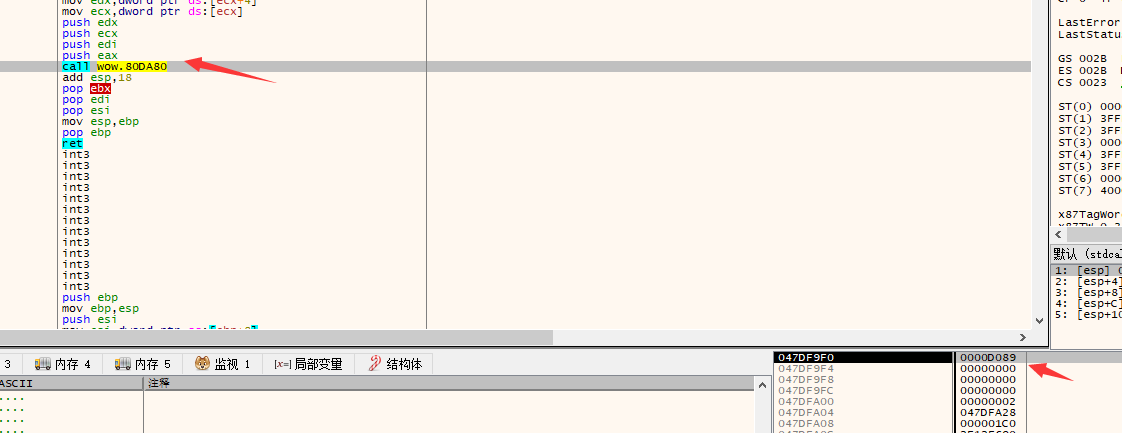 mov edx,dword ptr ds:[ecx+4]
mov ecx,dword ptr ds:[ecx]
push edx
push ecx
push edi
push eax
call wow.80DA80
add esp,18
pop ebx
pop edi
pop esi
mov esp,ebp
pop ebp
ret
int3
int3
int3
int3
int3
int3
int3
int3
int3
int3
int3
int3
int3
push ebp
mov ebp,esp
push esi
LastError
LastStatu
GS 002B
ES 002B
CS 0023
ST(0) 000
ST(1) 3FF
ST(2) 3FF
ST(3) 000
ST(4) 3FF
ST(5) 3FF
ST(6) 000
ST(7) 400
x87TagWor
默认 (stdcal
1: [esp] 0
2: [esp+4]
3: [esp+8]
4: [esp+C]
5: [esp+10
3 内存 4 内存 5 监视 1 [x=] 局部变量 结构体
ASCII 注释
....
....
....
....
047DF9F0 0000D089
047DF9F4 00000000
047DF9F8 00000000
047DF9FC 00000000
047DFA00 00000002
047DFA04 047DFA28
047DFA08 000001C0